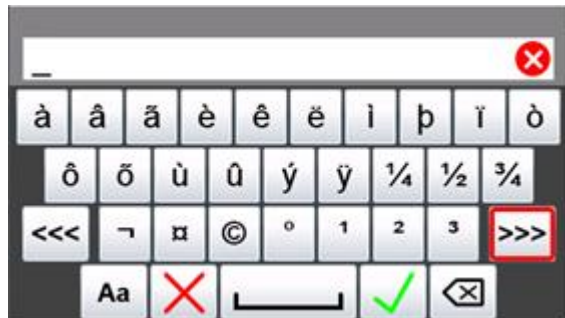 _
à â ã è ê ë ì þ ï ò
ô õ ù û ý ÿ ¼ ½ ¾
<<< ¬ ¤ © º ¹ ² ³ >>>
Aa